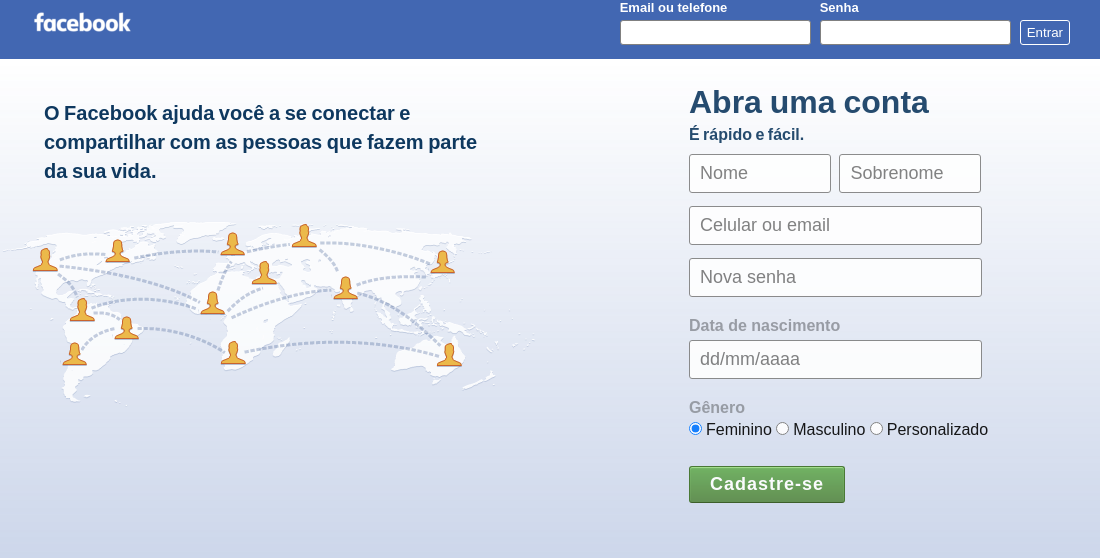 facebook
Email ou telefone
Senha
Entrar
O Facebook ajuda você a se conectar e
compartilhar com as pessoas que fazem parte
da sua vida.
Abra uma conta
É rápido e fácil.
Nome
Sobrenome
Celular ou email
Nova senha
Data de nascimento
dd/mm/aaaa
Gênero
Feminino Masculino Personalizado
Cadastre-se